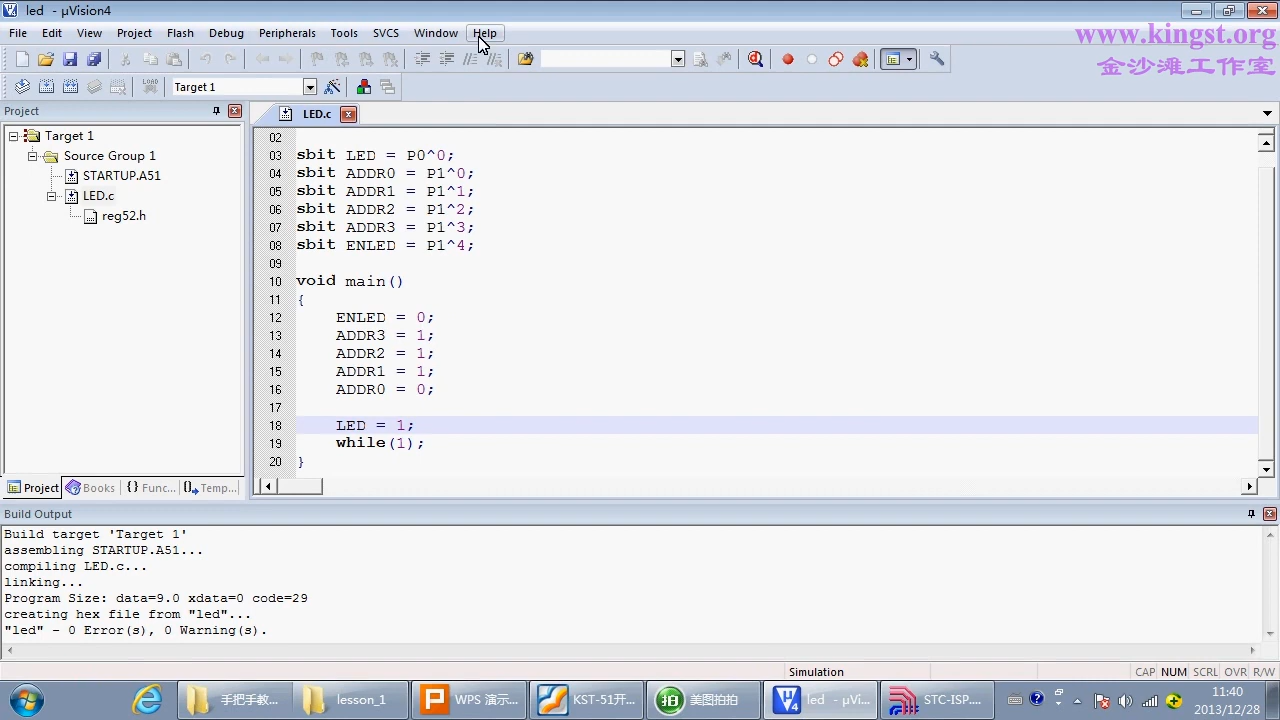 led - µVision4
File Edit View Project Flash Debug Peripherals Tools SVCS Window Help
www.kingst.org
金沙滩工作室
LOAD
Target 1
Project
LED.c
Target 1
Source Group 1
STARTUP.A51
LED.c
reg52.h
02
03 sbit LED = P0^0;
04 sbit ADDR0 = P1^0;
05 sbit ADDR1 = P1^1;
06 sbit ADDR2 = P1^2;
07 sbit ADDR3 = P1^3;
08 sbit ENLED = P1^4;
09
10 void main()
11 {
12 ENLED = 0;
13 ADDR3 = 1;
14 ADDR2 = 1;
15 ADDR1 = 1;
16 ADDR0 = 0;
17
18 LED = 1;
19 while(1);
20 }
Project Books {} Func... Temp...
Build Output
Build target 'Target 1'
assembling STARTUP.A51...
compiling LED.c...
linking...
Program Size: data=9.0 xdata=0 code=29
creating hex file from "led"...
"led" - 0 Error(s), 0 Warning(s).
Simulation
CAP NUM SCRL OVR R/W
手把手教... lesson_1 WPS 演示... KST-51开... 美图拍拍 led - µVisi... STC-ISP....
11:40
2013/12/28